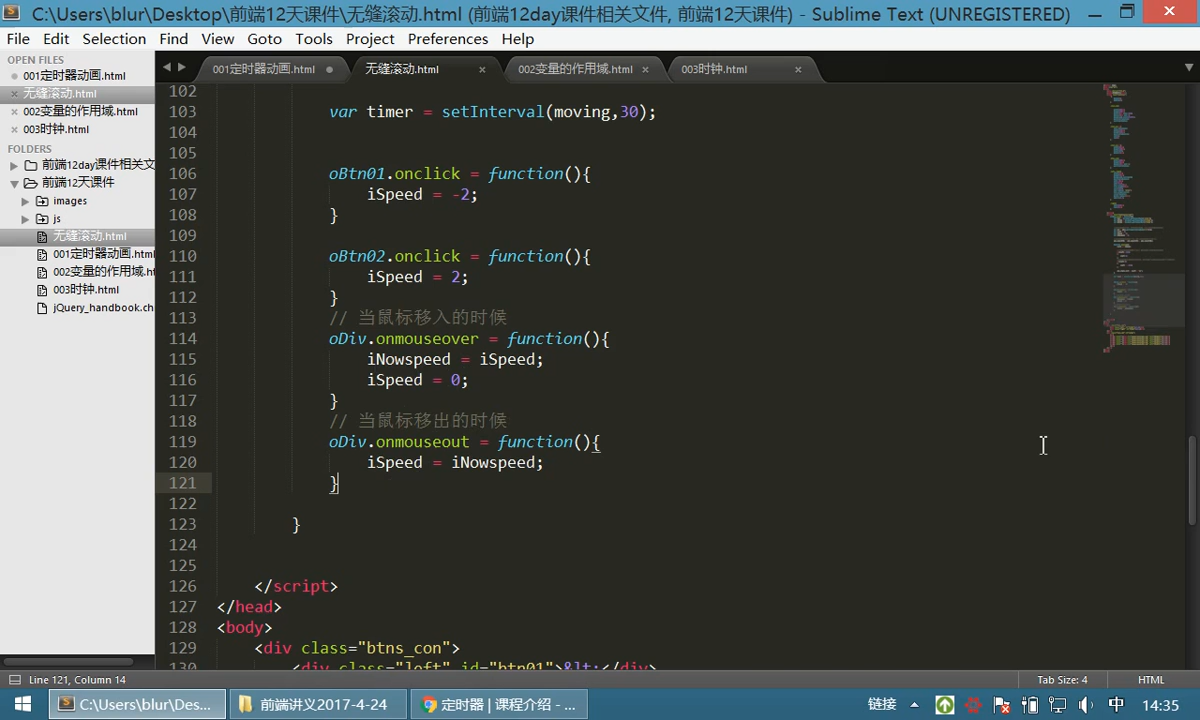 C:\Users\blur\Desktop\前端12天课件\无缝滚动.html (前端12day课件相关文件, 前端12天课件) - Sublime Text (UNREGISTERED)
File Edit Selection Find View Goto Tools Project Preferences Help
OPEN FILES
001定时器动画.html
无缝滚动.html
002变量的作用域.html
003时钟.html
FOLDERS
前端12day课件相关文
前端12天课件
images
js
无缝滚动.html
001定时器动画.html
002变量的作用域.ht
003时钟.html
jQuery_handbook.ch
001定时器动画.html 无缝滚动.html 002变量的作用域.html 003时钟.html
102
103 var timer = setInterval(moving,30);
104
105
106 oBtn01.onclick = function(){
107 iSpeed = -2;
108 }
109
110 oBtn02.onclick = function(){
111 iSpeed = 2;
112 }
113 // 当鼠标移入的时候
114 oDiv.onmouseover = function(){
115 iNowspeed = iSpeed;
116 iSpeed = 0;
117 }
118 // 当鼠标移出的时候
119 oDiv.onmouseout = function(){
120 iSpeed = iNowspeed;
121 }
122
123 }
124
125
126 </script>
127 </head>
128 <body>
129 <div class="btns_con">
130 <div class="left" id="btn01">&lt;</div>
Line 121, Column 14 Tab Size: 4 HTML
C:\Users\blur\Des... 前端讲义2017-4-24 定时器 | 课程介绍 - ... 链接 中 14:35